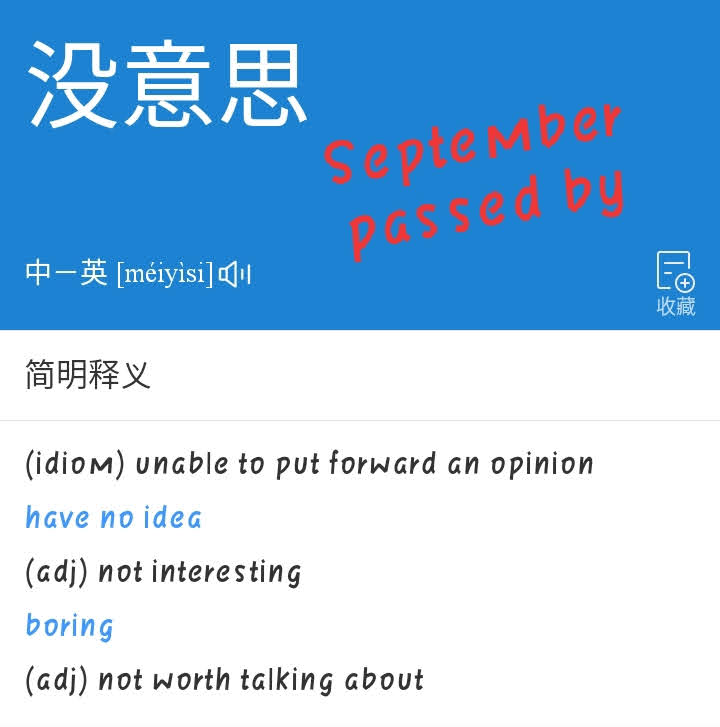 没意思
September
passed by
中一英 [méiyìsi]
收藏
简明释义
(idiom) unable to put forward an opinion
have no idea
(adj) not interesting
boring
(adj) not worth talking about